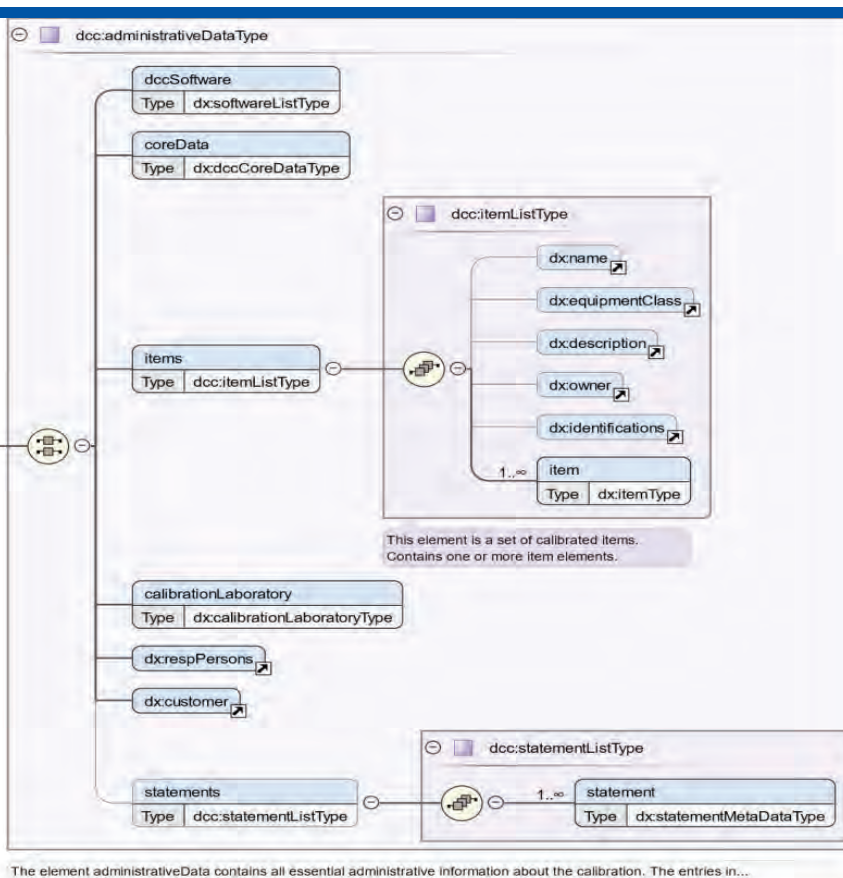 dcc:administrativeDataType
dccSoftware
Type dx:softwareListType
coreData
Type dx:dccCoreDataType
dcc:itemListType
dx:name
dx:equipmentClass
dx:description
items
Type dcc:itemListType
dx:owner
dx:identifications
1..∞ item
Type dx:itemType
This element is a set of calibrated items.
Contains one or more item elements.
calibrationLaboratory
Type dx:calibrationLaboratoryType
dx:respPersons
dx:customer
dcc:statementListType
statements
Type dcc:statementListType
1..∞ statement
Type dx:statementMetaDataType
The element administrativeData contains all essential administrative information about the calibration. The entries in...